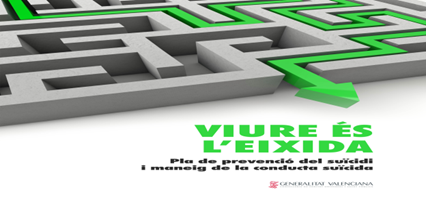 VIURE ÉS
L'EIXIDA
Pla de prevenció del suïcidi
i maneig de la conducta suïcida
GENERALITAT VALENCIANA